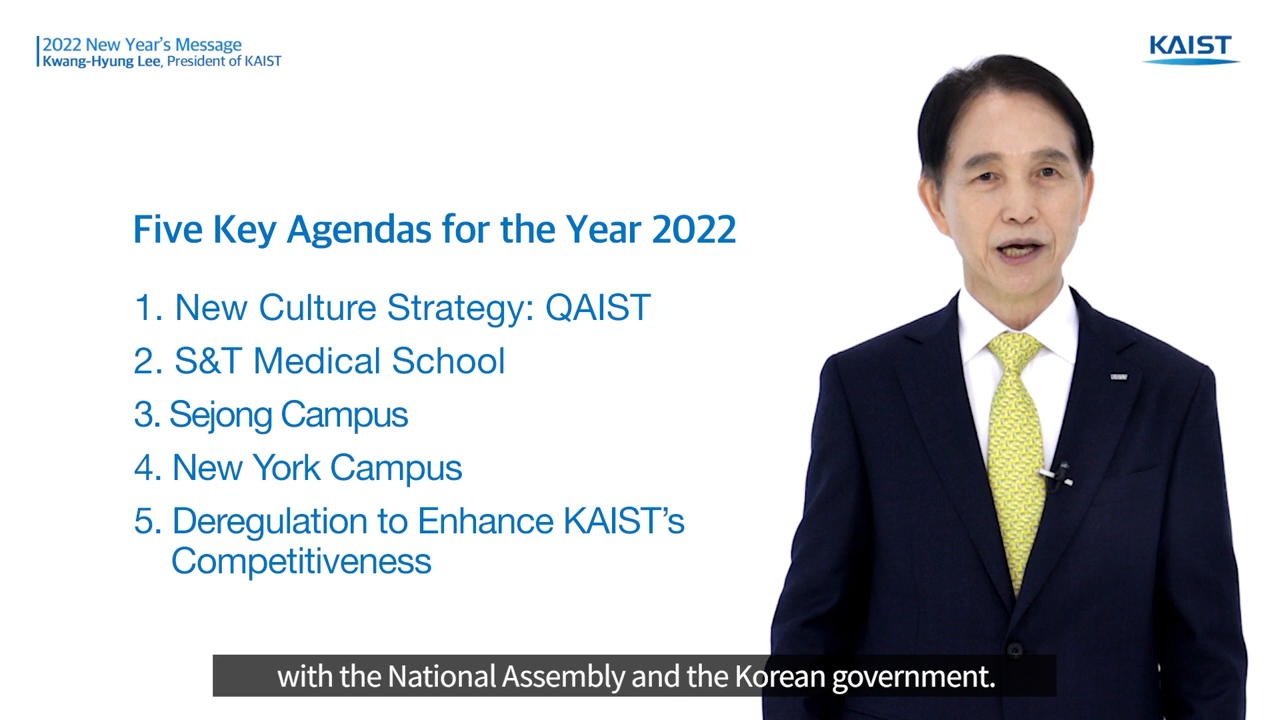 2022 New Year's Message
Kwang-Hyung Lee, President of KAIST
KAIST
Five Key Agendas for the Year 2022
1. New Culture Strategy: QAIST
2. S&T Medical School
3. Sejong Campus
4. New York Campus
5. Deregulation to Enhance KAIST's
Competitiveness
with the National Assembly and the Korean government.